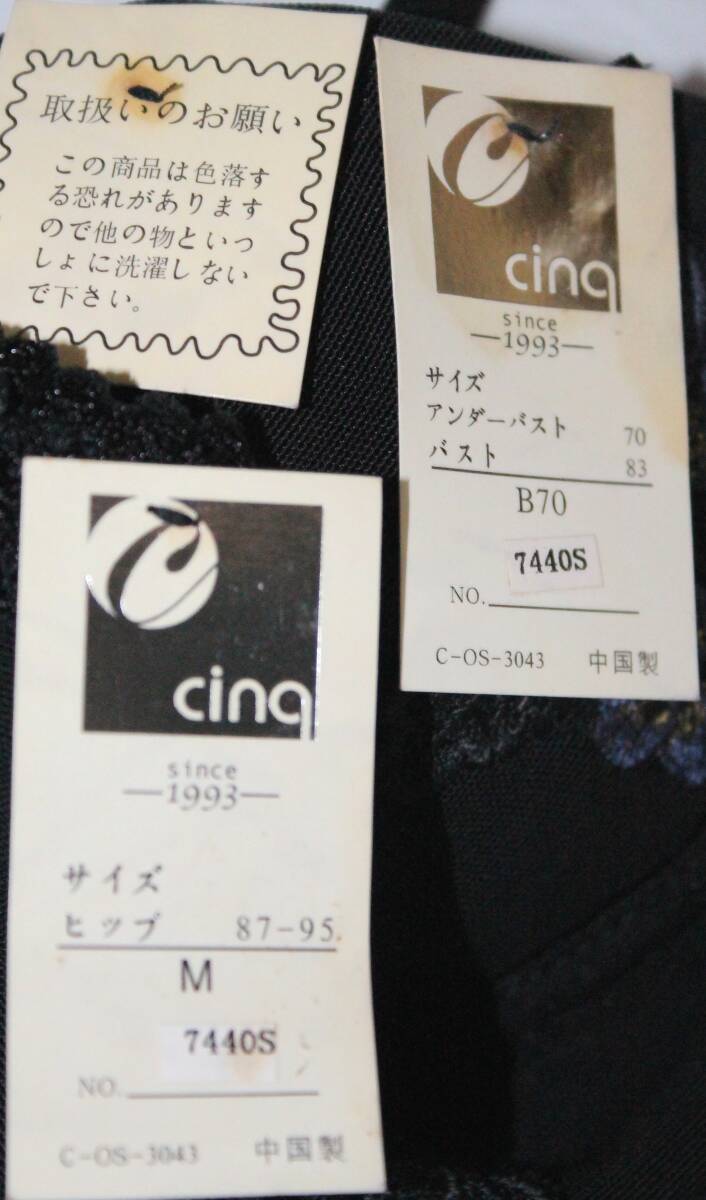 取扱いのお願い
この商品は色落す
る恐れがあります
ので他の物といっ
しょに洗濯しない
で下さい。
cinq
since
—1993—
サイズ
アンダーバスト 70
バスト 83
B70
7440S
NO.
C-OS-3043 中国製
cinq
since
—1993—
サイズ
ヒップ 87-95.
M
7440S
NO.
C-OS-3043 中国製